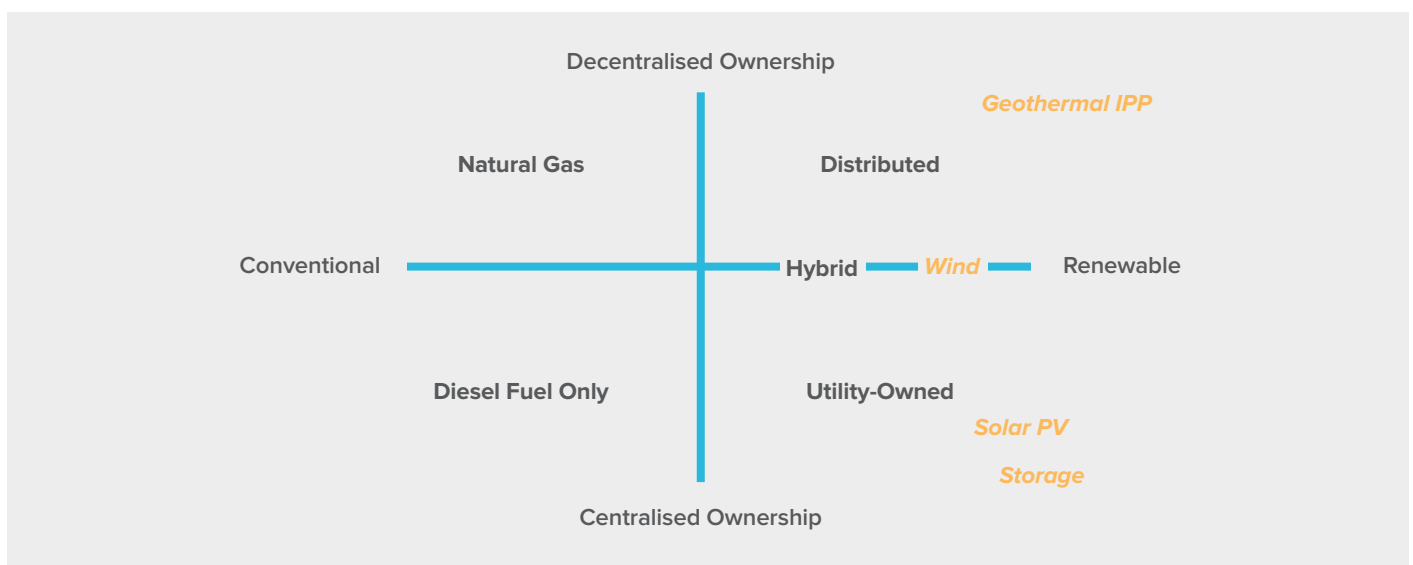 Decentralised Ownership
Geothermal IPP
Natural Gas
Distributed
Conventional
Hybrid
Wind
Renewable
Diesel Fuel Only
Utility-Owned
Solar PV
Storage
Centralised Ownership